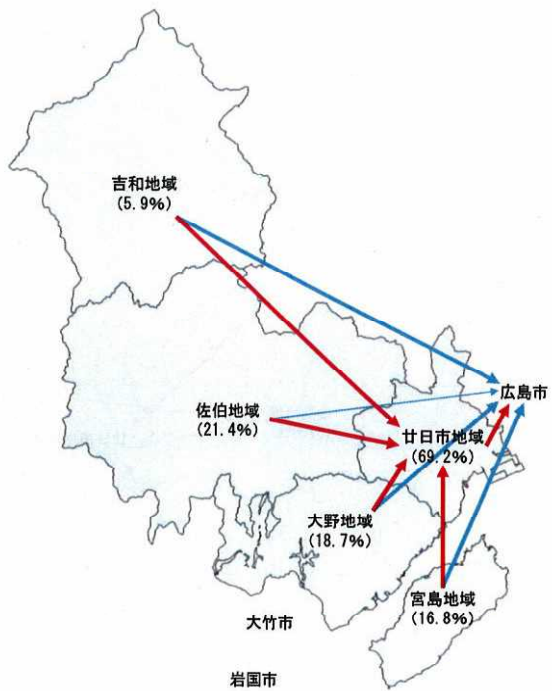 吉和地域
(5.9%)
広島市
佐伯地域
(21.4%)
廿日市地域
(69.2%)
大野地域
(18.7%)
宮島地域
(16.8%)
大竹市
岩国市